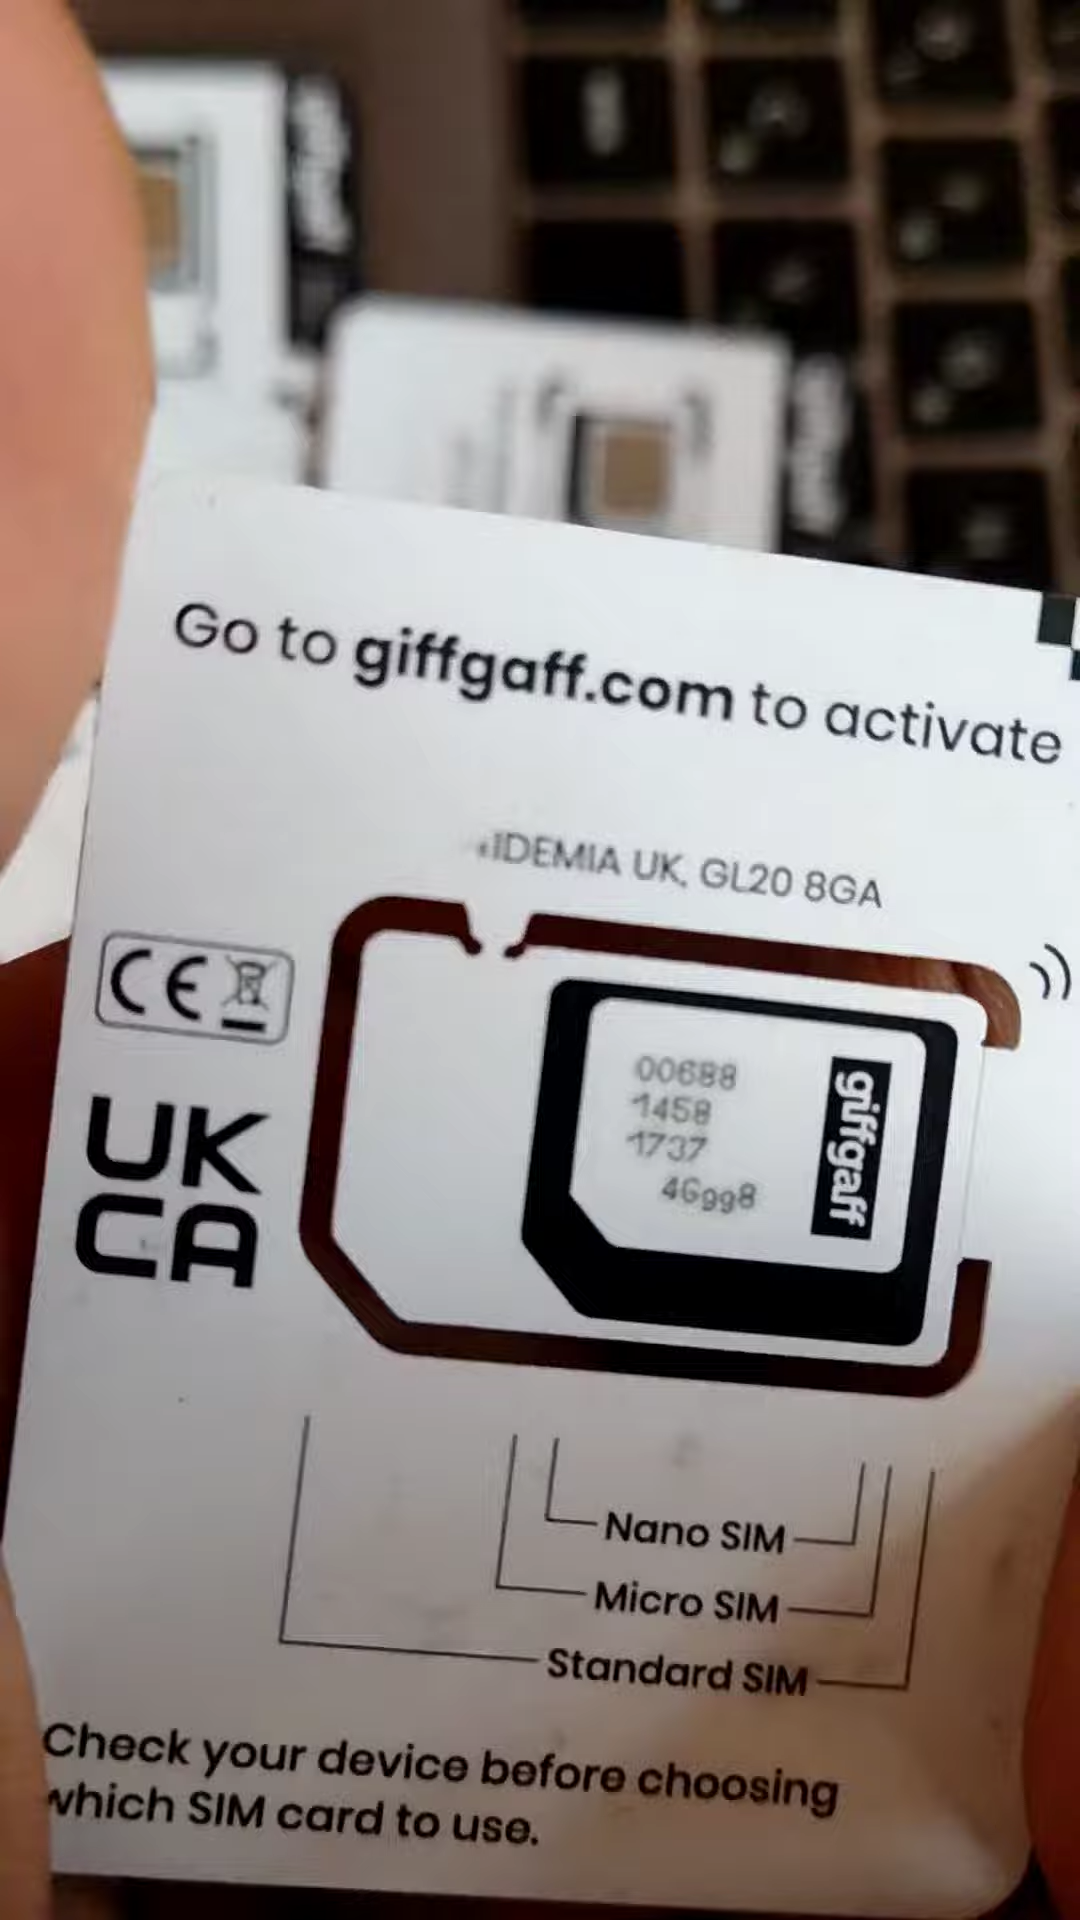 Go to giffgaff.com to activate
IDEMIA UK, GL20 8GA
CE
UK
CA
00688
1458
1737
4Ggg8
giffgaff
Nano SIM
Micro SIM
Standard SIM
Check your device before choosing
which SIM card to use.